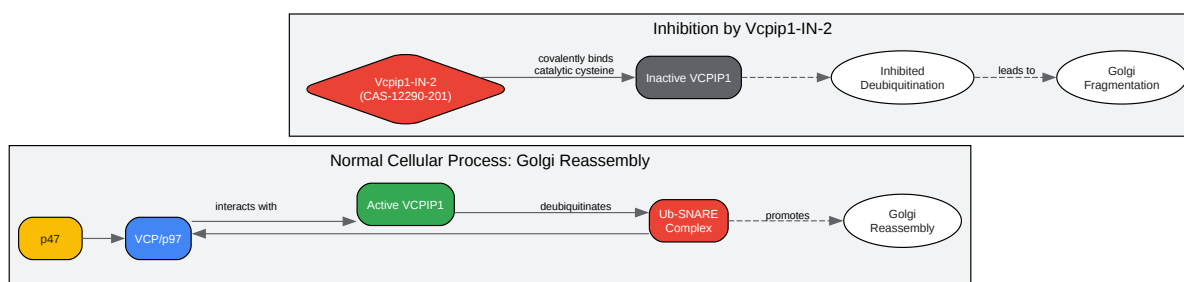 Inhibition by Vcpip1-IN-2
Vcpip1-IN-2
(CAS-12290-201)
covalently binds
catalytic cysteine
Inactive VCPIP1
Inhibited
Deubiquitination
leads to
Golgi
Fragmentation
Normal Cellular Process: Golgi Reassembly
p47
VCP/p97
interacts with
Active VCPIP1
deubiquitinates
Ub-SNARE
Complex
promotes
Golgi
Reassembly